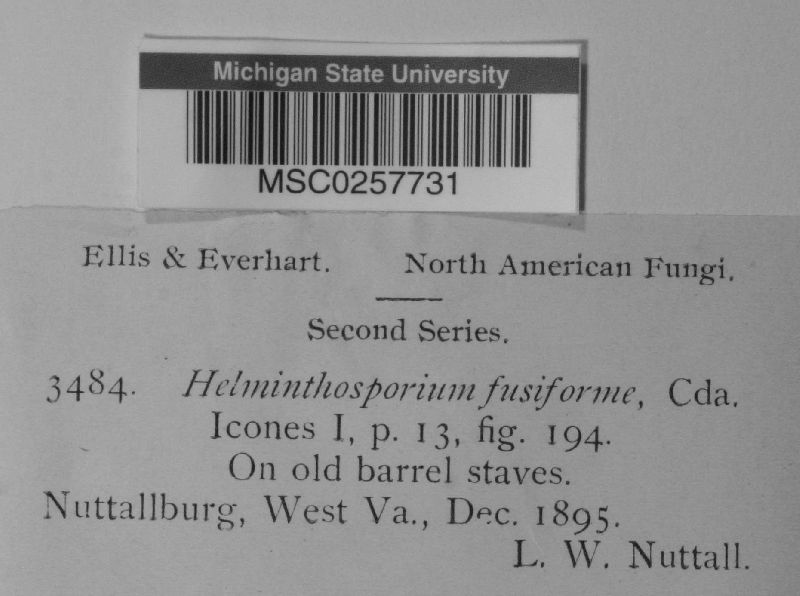 Michigan State University
MSC0257731
Ellis & Everhart. North American Fungi.
Second Series.
3484. Helminthosporium fusiforme, Cda.
Icones I, p. 13, fig. 194.
On old barrel staves.
Nuttallburg, West Va., Dec. 1895.
L. W. Nuttall.